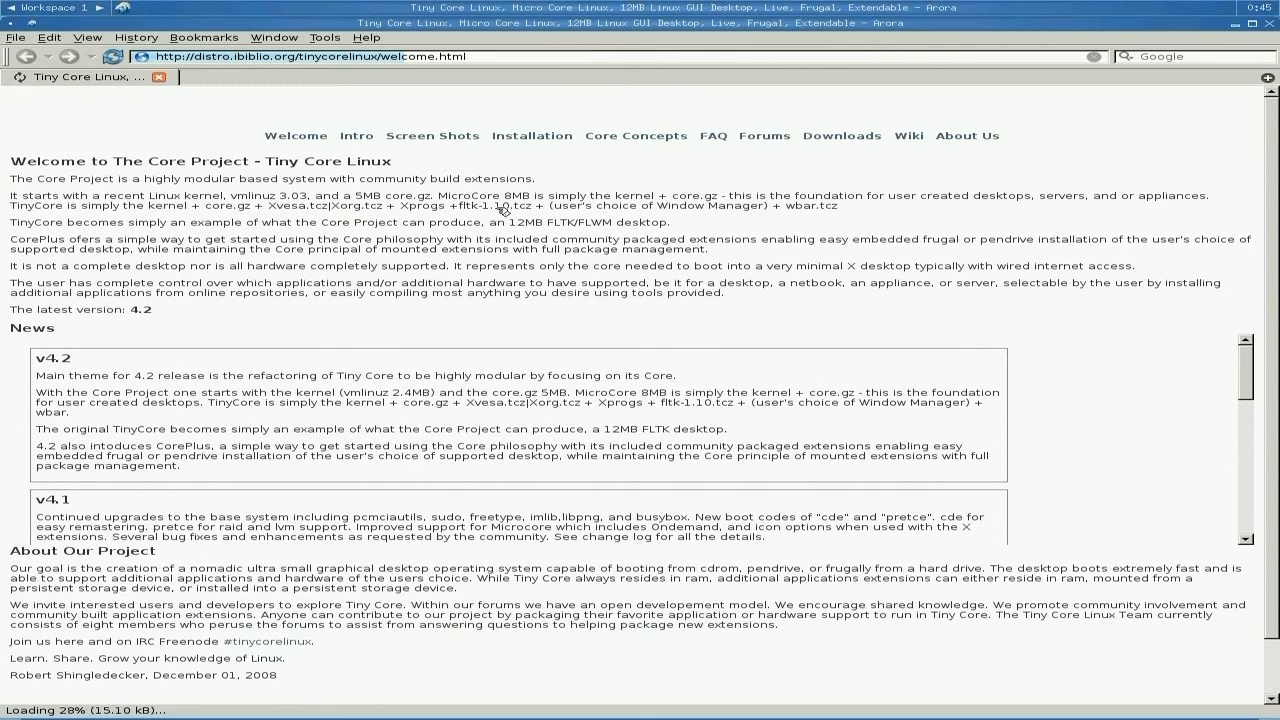 Workspace 1
Tiny Core Linux, Micro Core Linux, 12MB Linux GUI Desktop, Live, Frugal, Extendable - Arora
0:45
Tiny Core Linux, Micro Core Linux, 12MB Linux GUI Desktop, Live, Frugal, Extendable - Arora
File Edit View History Bookmarks Window Tools Help
http://distro.ibiblio.org/tinycorelinux/welcome.html
Google
Tiny Core Linux, ...
Welcome Intro Screen Shots Installation Core Concepts FAQ Forums Downloads Wiki About Us
Welcome to The Core Project - Tiny Core Linux
The Core Project is a highly modular based system with community build extensions.
It starts with a recent Linux kernel, vmlinuz 3.03, and a 5MB core.gz. MicroCore 8MB is simply the kernel + core.gz - this is the foundation for user created desktops, servers, and or appliances.
TinyCore is simply the kernel + core.gz + Xvesa.tcz|Xorg.tcz + Xprogs +fltk-1.10.tcz + (user's choice of Window Manager) + wbar.tcz
TinyCore becomes simply an example of what the Core Project can produce, an 12MB FLTK/FLWM desktop.
CorePlus ofers a simple way to get started using the Core philosophy with its included community packaged extensions enabling easy embedded frugal or pendrive installation of the user's choice of
supported desktop, while maintaining the Core principal of mounted extensions with full package management.
It is not a complete desktop nor is all hardware completely supported. It represents only the core needed to boot into a very minimal X desktop typically with wired internet access.
The user has complete control over which applications and/or additional hardware to have supported, be it for a desktop, a netbook, an appliance, or server, selectable by the user by installing
additional applications from online repositories, or easily compiling most anything you desire using tools provided.
The latest version: 4.2
News
v4.2
Main theme for 4.2 release is the refactoring of Tiny Core to be highly modular by focusing on its Core.
With the Core Project one starts with the kernel (vmlinuz 2.4MB) and the core.gz 5MB. MicroCore 8MB is simply the kernel + core.gz - this is the foundation
for user created desktops. TinyCore is simply the kernel + core.gz + Xvesa.tcz|Xorg.tcz + Xprogs + fltk-1.10.tcz + (user's choice of Window Manager) +
wbar.
The original TinyCore becomes simply an example of what the Core Project can produce, a 12MB FLTK desktop.
4.2 also intoduces CorePlus, a simple way to get started using the Core philosophy with its included community packaged extensions enabling easy
embedded frugal or pendrive installation of the user's choice of supported desktop, while maintaining the Core principle of mounted extensions with full
package management.
v4.1
Continued upgrades to the base system including pcmciautils, sudo, freetype, imlib,libpng, and busybox. New boot codes of "cde" and "pretce". cde for
easy remastering. pretce for raid and lvm support. Improved support for Microcore which includes Ondemand, and icon options when used with the X
extensions. Several bug fixes and enhancements as requested by the community. See change log for all the details.
About Our Project
Our goal is the creation of a nomadic ultra small graphical desktop operating system capable of booting from cdrom, pendrive, or frugally from a hard drive. The desktop boots extremely fast and is
able to support additional applications and hardware of the users choice. While Tiny Core always resides in ram, additional applications extensions can either reside in ram, mounted from a
persistent storage device, or installed into a persistent storage device.
We invite interested users and developers to explore Tiny Core. Within our forums we have an open developement model. We encourage shared knowledge. We promote community involvement and
community built application extensions. Anyone can contribute to our project by packaging their favorite application or hardware support to run in Tiny Core. The Tiny Core Linux Team currently
consists of eight members who peruse the forums to assist from answering questions to helping package new extensions.
Join us here and on IRC Freenode #tinycorelinux.
Learn. Share. Grow your knowledge of Linux.
Robert Shingledecker, December 01, 2008
Loading 28% (15.10 kB)...